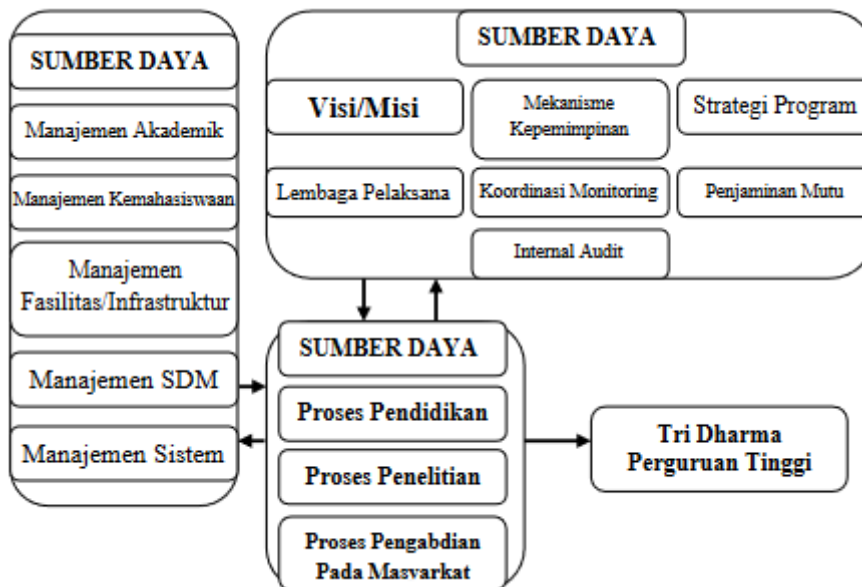 SUMBER DAYA
Manajemen Akademik
Manajemen Kemahasiswaan
Manajemen
Fasilitas/Infrastruktur
Manajemen SDM
Manajemen Sistem
SUMBER DAYA
Visi/Misi
Mekanisme
Kepemimpinan
Strategi Program
Lembaga Pelaksana
Koordinasi Monitoring
Penjaminan Mutu
Internal Audit
SUMBER DAYA
Proses Pendidikan
Proses Penelitian
Proses Pengabdian
Pada Masyarkat
Tri Dharma
Perguruan Tinggi